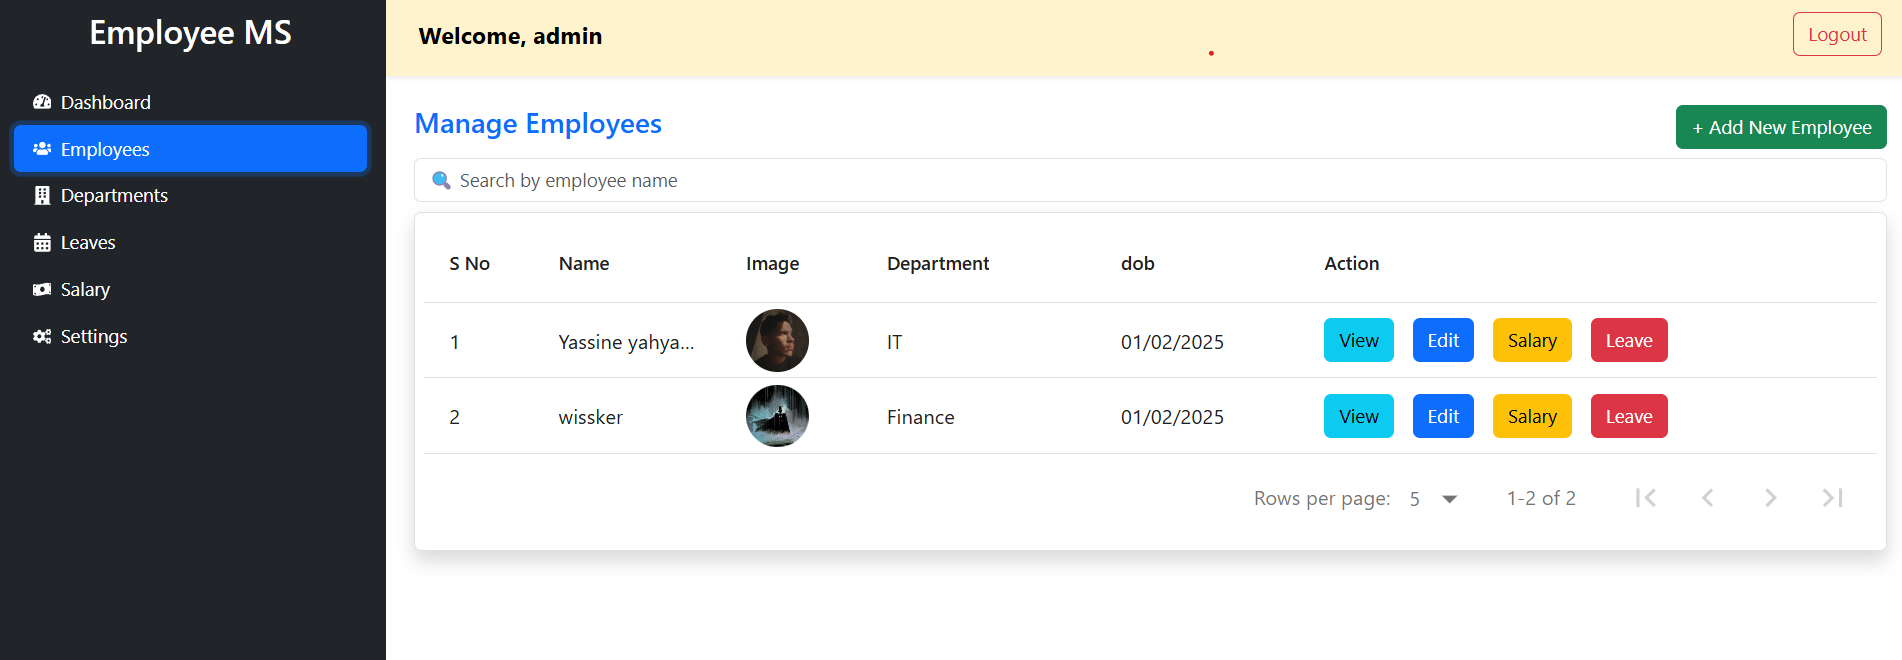 Employee MS
Dashboard
Employees
Departments
Leaves
Salary
Settings
Welcome, admin
Logout
Manage Employees
+ Add New Employee
Search by employee name
S No Name Image Department dob Action
1 Yassine yahya... IT 01/02/2025 View Edit Salary Leave
2 wissker Finance 01/02/2025 View Edit Salary Leave
Rows per page: 5 1-2 of 2